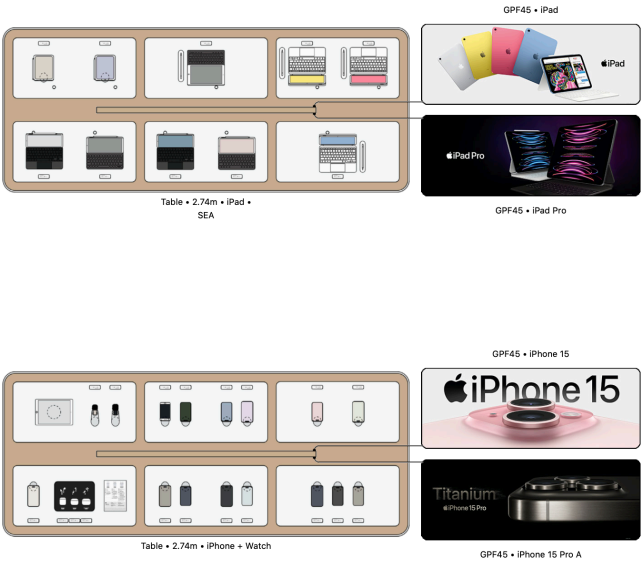 GPF45 • iPad
iPad
iPad Pro
Table • 2.74m • iPad •
SEA
GPF45 • iPad Pro
GPF45 • iPhone 15
iPhone 15
Titanium
iPhone 15 Pro
Table • 2.74m • iPhone + Watch
GPF45 • iPhone 15 Pro A